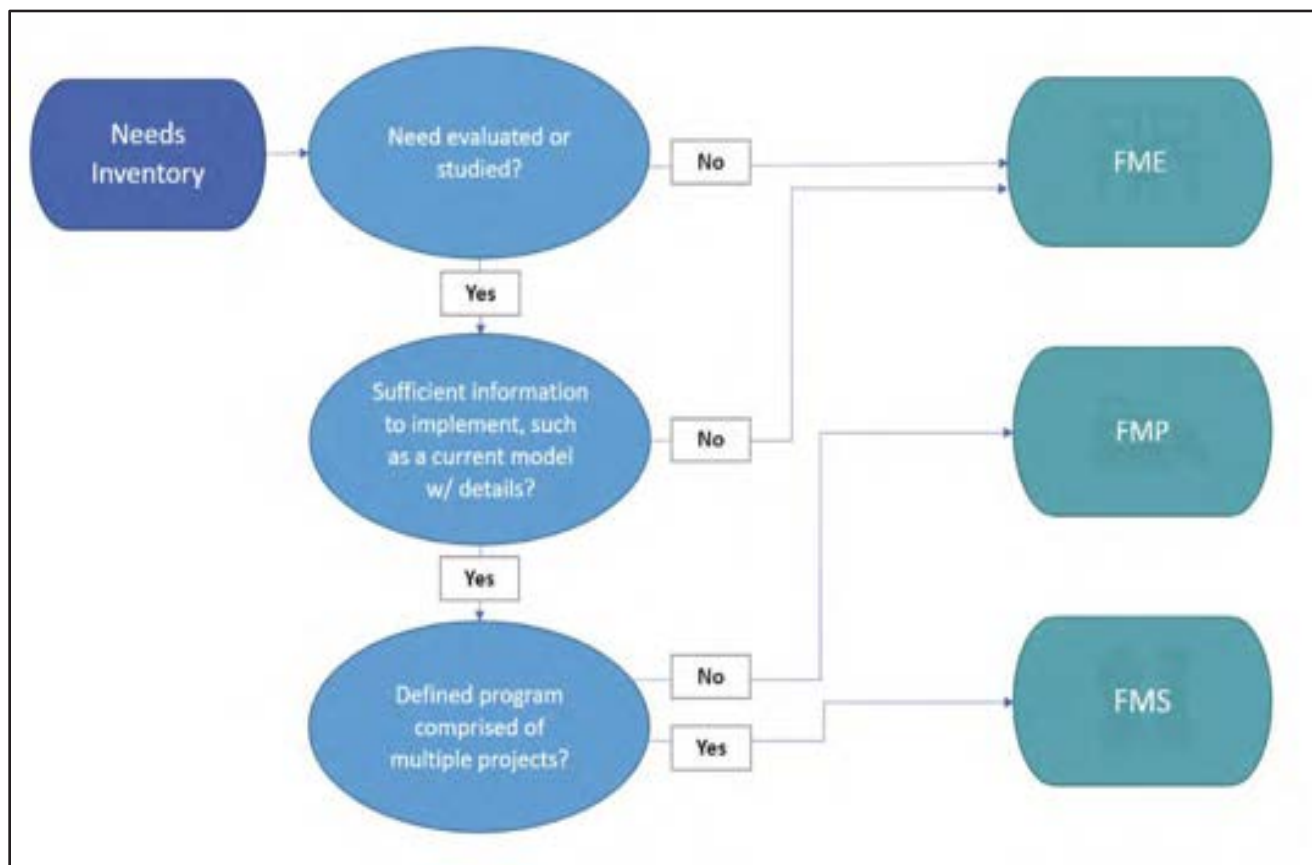 Needs
Inventory
Need evaluated or
studied?
No
FME
Yes
Sufficient information
to implement, such
as a current model
w/ details?
No
FMP
Yes
Defined program
comprised of
multiple projects?
No
Yes
FMS